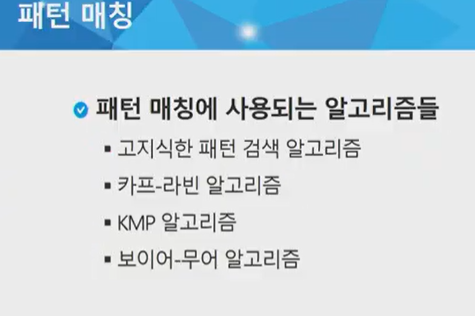 패턴 매칭
패턴 매칭에 사용되는 알고리즘들
고지식한 패턴 검색 알고리즘
카프-라빈 알고리즘
KMP 알고리즘
보이어-무어 알고리즘